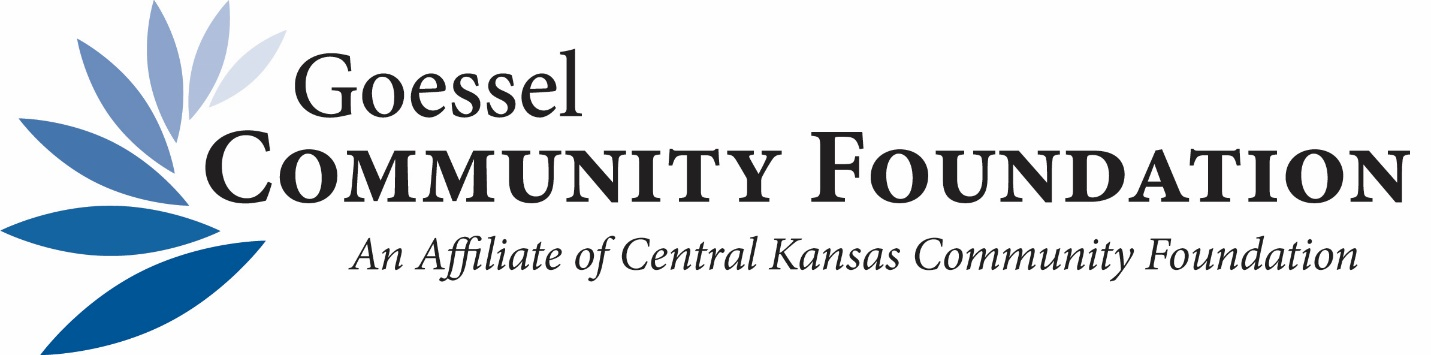 Goessel
Community Foundation
An Affiliate of Central Kansas Community Foundation